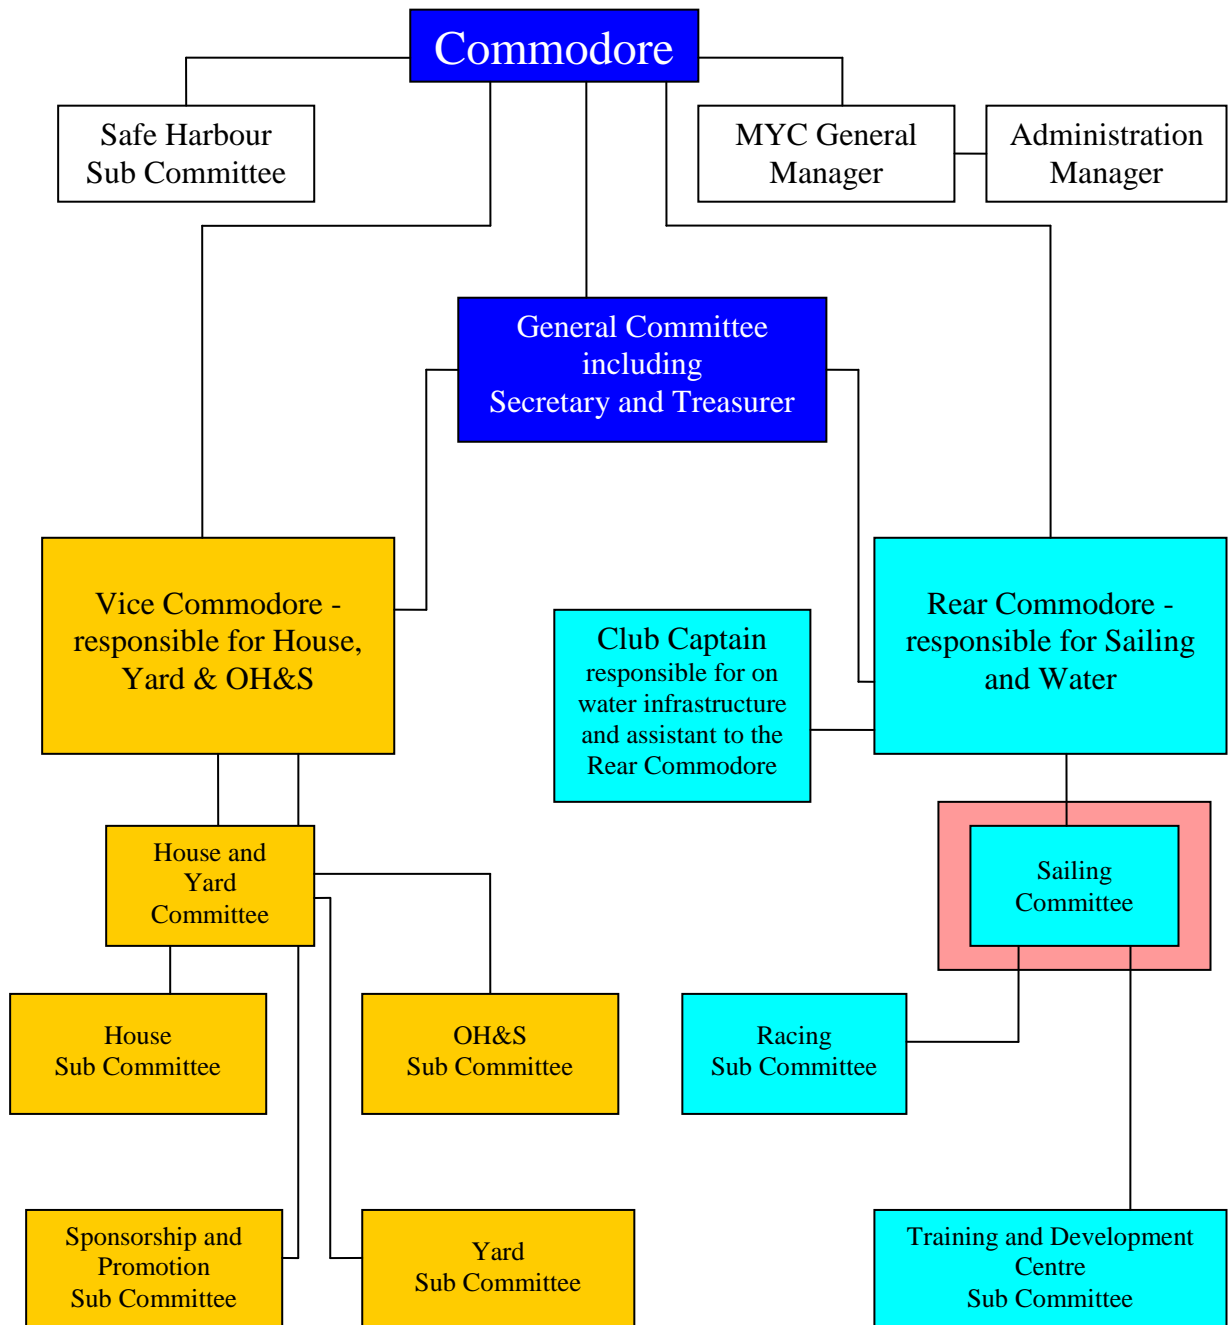 Commodore
Safe Harbour
Sub Committee
MYC General
Manager
Administration
Manager
General Committee
including
Secretary and Treasurer
Vice Commodore -
responsible for House,
Yard & OH&S
Club Captain
responsible for on
water infrastructure
and assistant to the
Rear Commodore
Rear Commodore -
responsible for Sailing
and Water
House and
Yard
Committee
Sailing
Committee
House
Sub Committee
OH&S
Sub Committee
Racing
Sub Committee
Sponsorship and
Promotion
Sub Committee
Yard
Sub Committee
Training and Development
Centre
Sub Committee